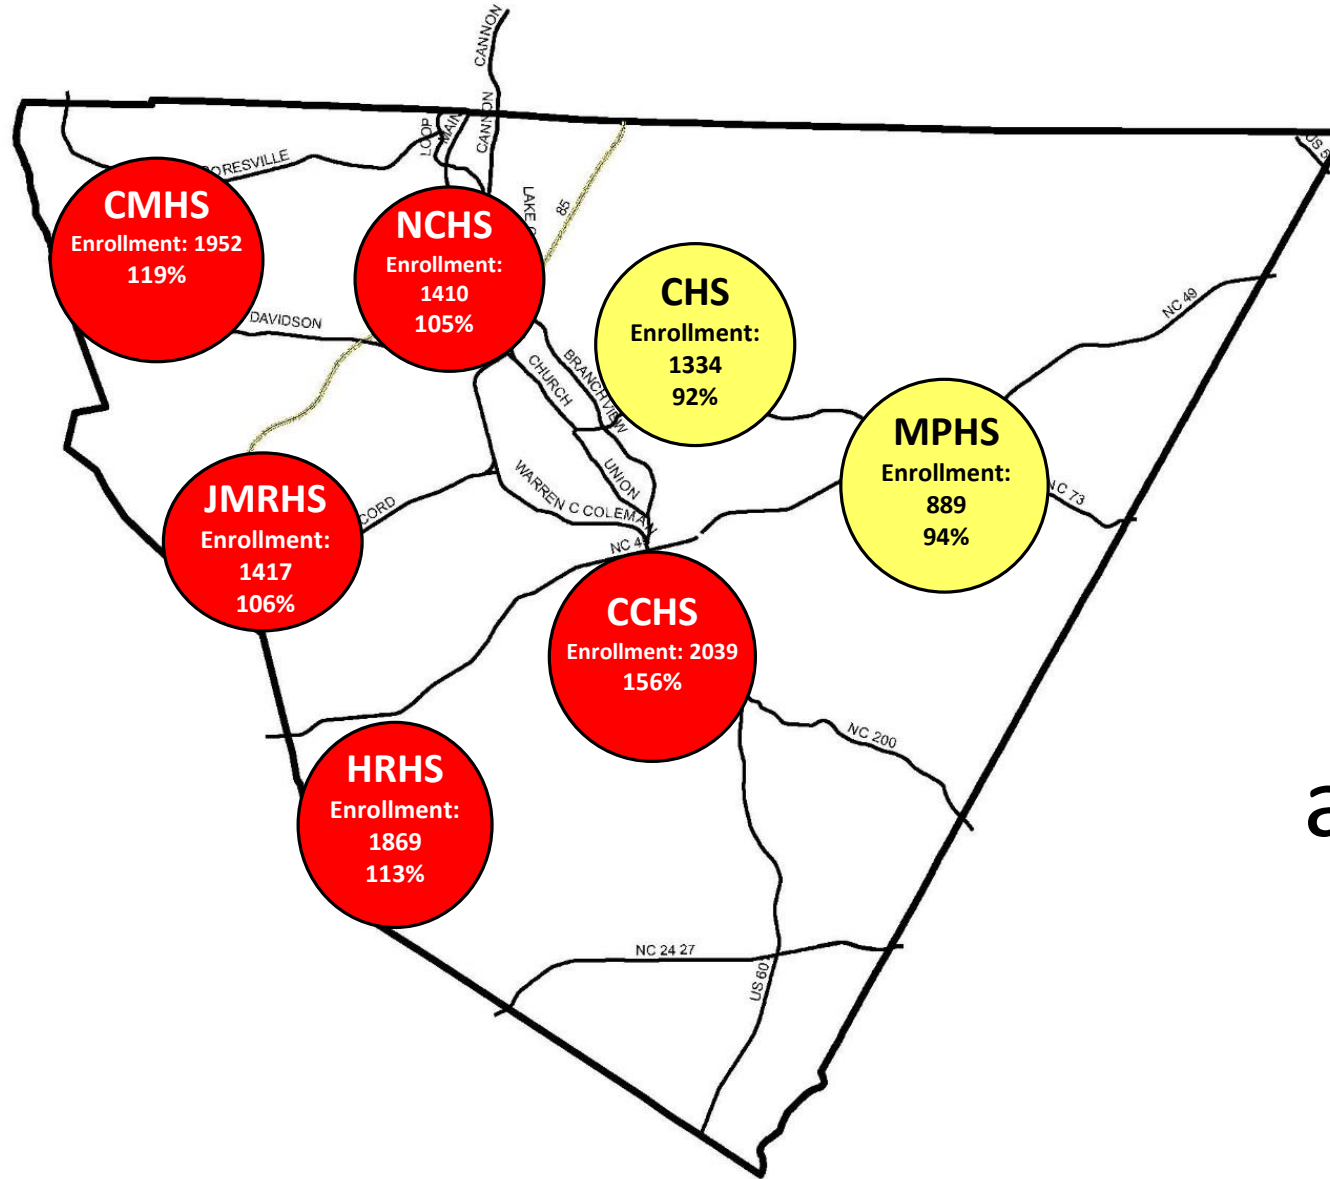 CANNON
CANNON
LOOP
MAIN
ORESVILLE
LAKE
85
US
CMHS
Enrollment: 1952
119%
NCHS
Enrollment:
1410
105%
CHS
Enrollment:
1334
92%
NC 49
DAVIDSON
CHURCH
BRANCHVIEW
UNION
MPHS
Enrollment:
889
94%
NC 73
JMRHS
Enrollment:
1417
106%
CORD
WARREN C COLEMAN
NC 4
CCHS
Enrollment: 2039
156%
NC 200
HRHS
Enrollment:
1869
113%
a
NC 24 27
US 601